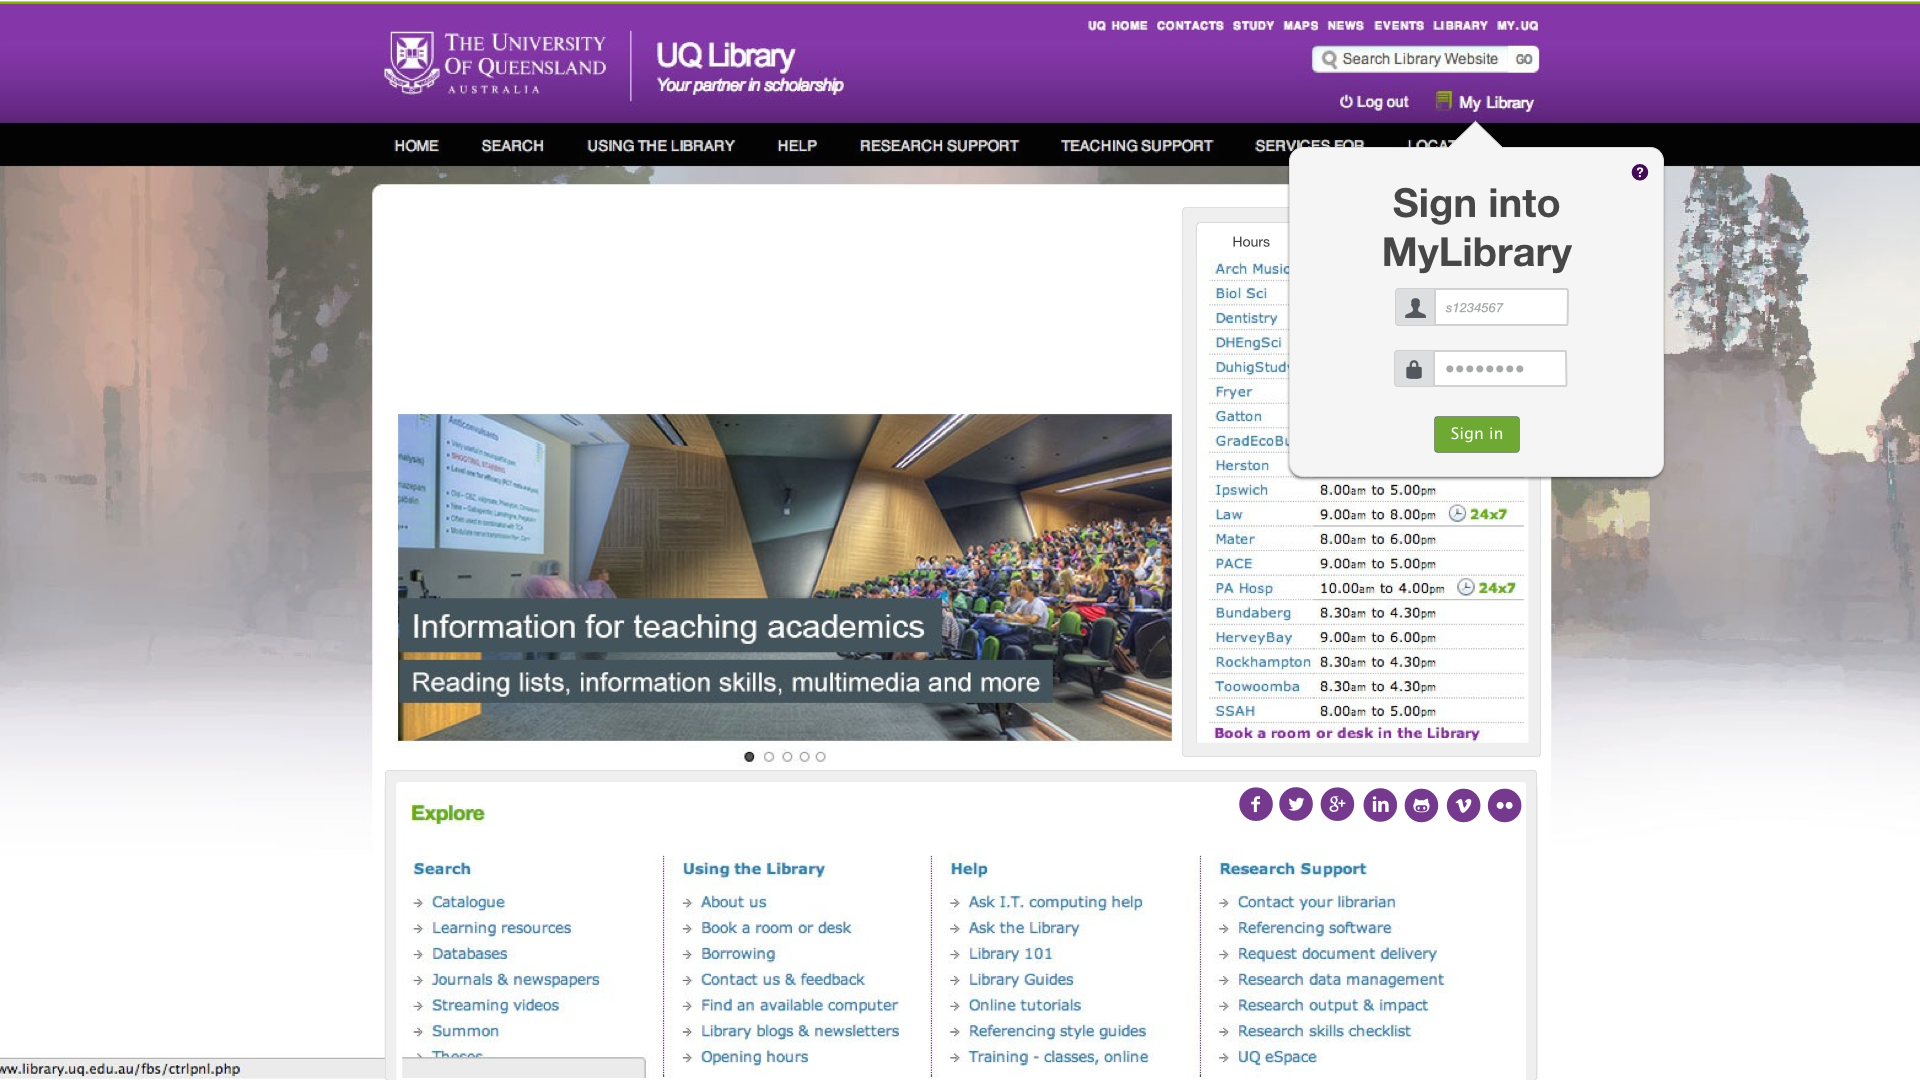 UQ HOME CONTACTS STUDY MAPS NEWS EVENTS LIBRARY MY.UQ
THE UNIVERSITY
OF QUEENSLAND
AUSTRALIA
UQ Library
Your partner in scholarship
Search Library Website GO
Log out My Library
HOME SEARCH USING THE LIBRARY HELP RESEARCH SUPPORT TEACHING SUPPORT SERVICES FOR
?
Sign into
MyLibrary
s1234567
Sign in
Hours
Arch Music
Biol Sci
Dentistry
DHEngSci
DuhigStudy
Fryer
Gatton
GradEcoBu
Herston
Ipswich 8.00am to 5.00pm
Law 9.00am to 8.00pm 24x7
Mater 8.00am to 6.00pm
PACE 9.00am to 5.00pm
PA Hosp 10.00am to 4.00pm 24x7
Bundaberg 8.30am to 4.30pm
HerveyBay 9.00am to 6.00pm
Rockhampton 8.30am to 4.30pm
Toowoomba 8.30am to 4.30pm
SSAH 8.00am to 5.00pm
Book a room or desk in the Library
Anticonvulsants
SHOOTING, STABBING
Information for teaching academics
Reading lists, information skills, multimedia and more
Explore
Search
Catalogue
Learning resources
Databases
Journals & newspapers
Streaming videos
Summon
Theses
Using the Library
About us
Book a room or desk
Borrowing
Contact us & feedback
Find an available computer
Library blogs & newsletters
Opening hours
Help
Ask I.T. computing help
Ask the Library
Library 101
Library Guides
Online tutorials
Referencing style guides
Training - classes, online
Research Support
Contact your librarian
Referencing software
Request document delivery
Research data management
Research output & impact
Research skills checklist
UQ eSpace
ww.library.uq.edu.au/fbs/ctrlpnl.php